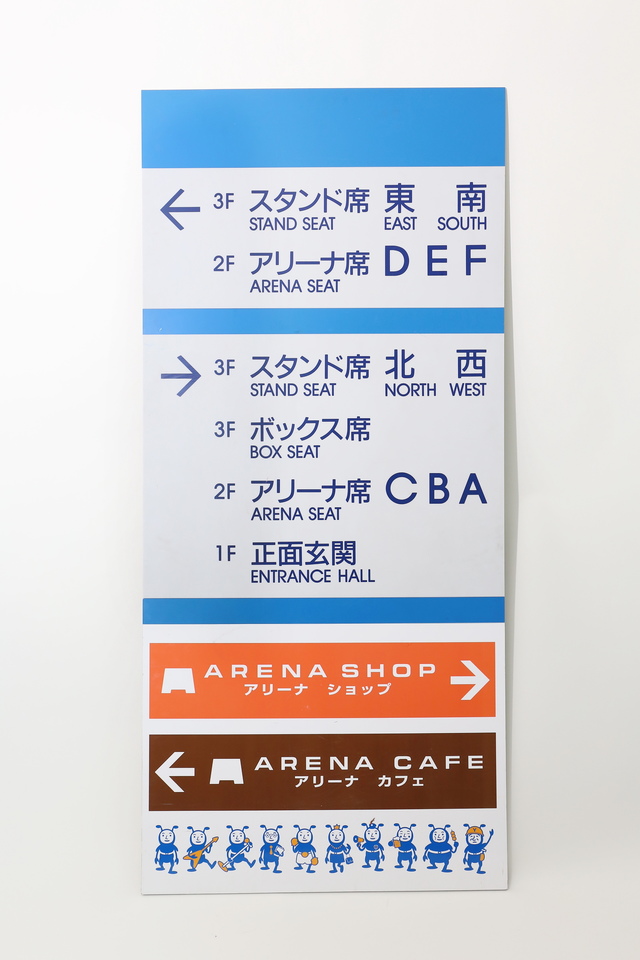 ← 3F スタンド席 東 南
STAND SEAT EAST SOUTH
2F アリーナ席 D E F
ARENA SEAT
→ 3F スタンド席 北 西
STAND SEAT NORTH WEST
3F ボックス席
BOX SEAT
2F アリーナ席 C B A
ARENA SEAT
1F 正面玄関
ENTRANCE HALL
ARENA SHOP →
アリーナ ショップ
← ARENA CAFE
アリーナ カフェ